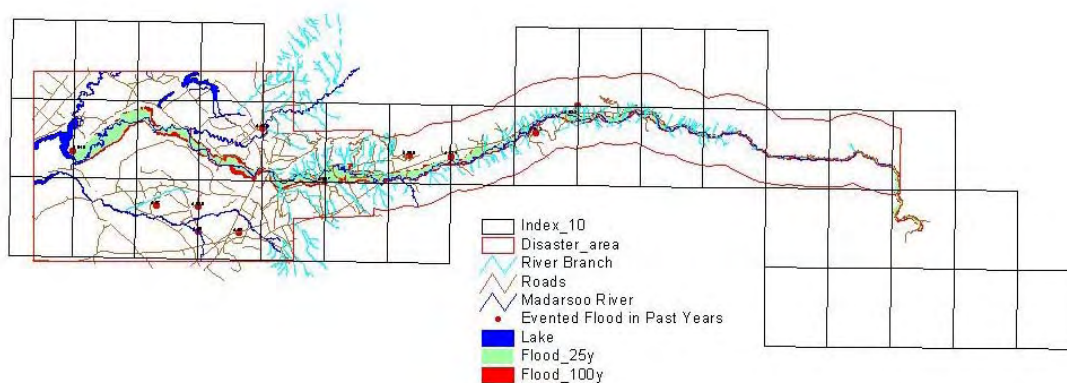 Index_10
Disaster_area
River Branch
Roads
Madarsoo River
Evented Flood in Past Years
Lake
Flood_25y
Flood_100y